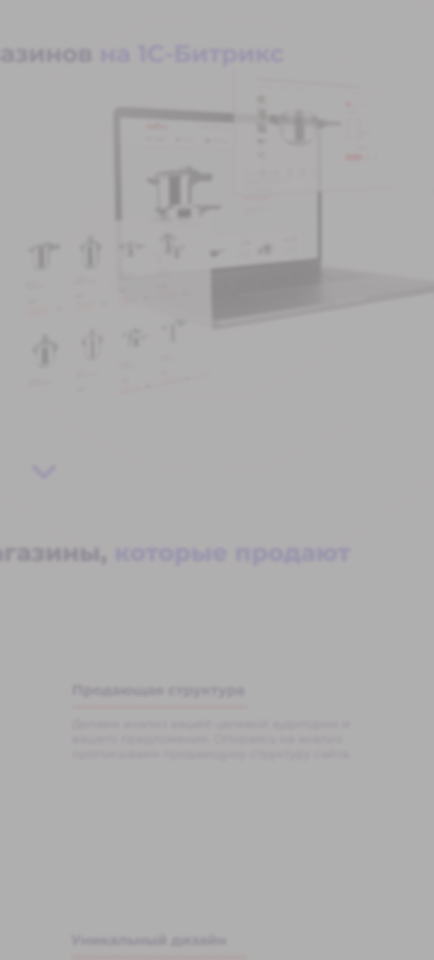 азинов на 1С-Битрикс
агазины, которые продают
Продающая структура
Делаем анализ вашей целевой аудитории и
вашего предложения. Опираясь на анализ
прописываем продающую структуру сайта
Уникальный дизайн